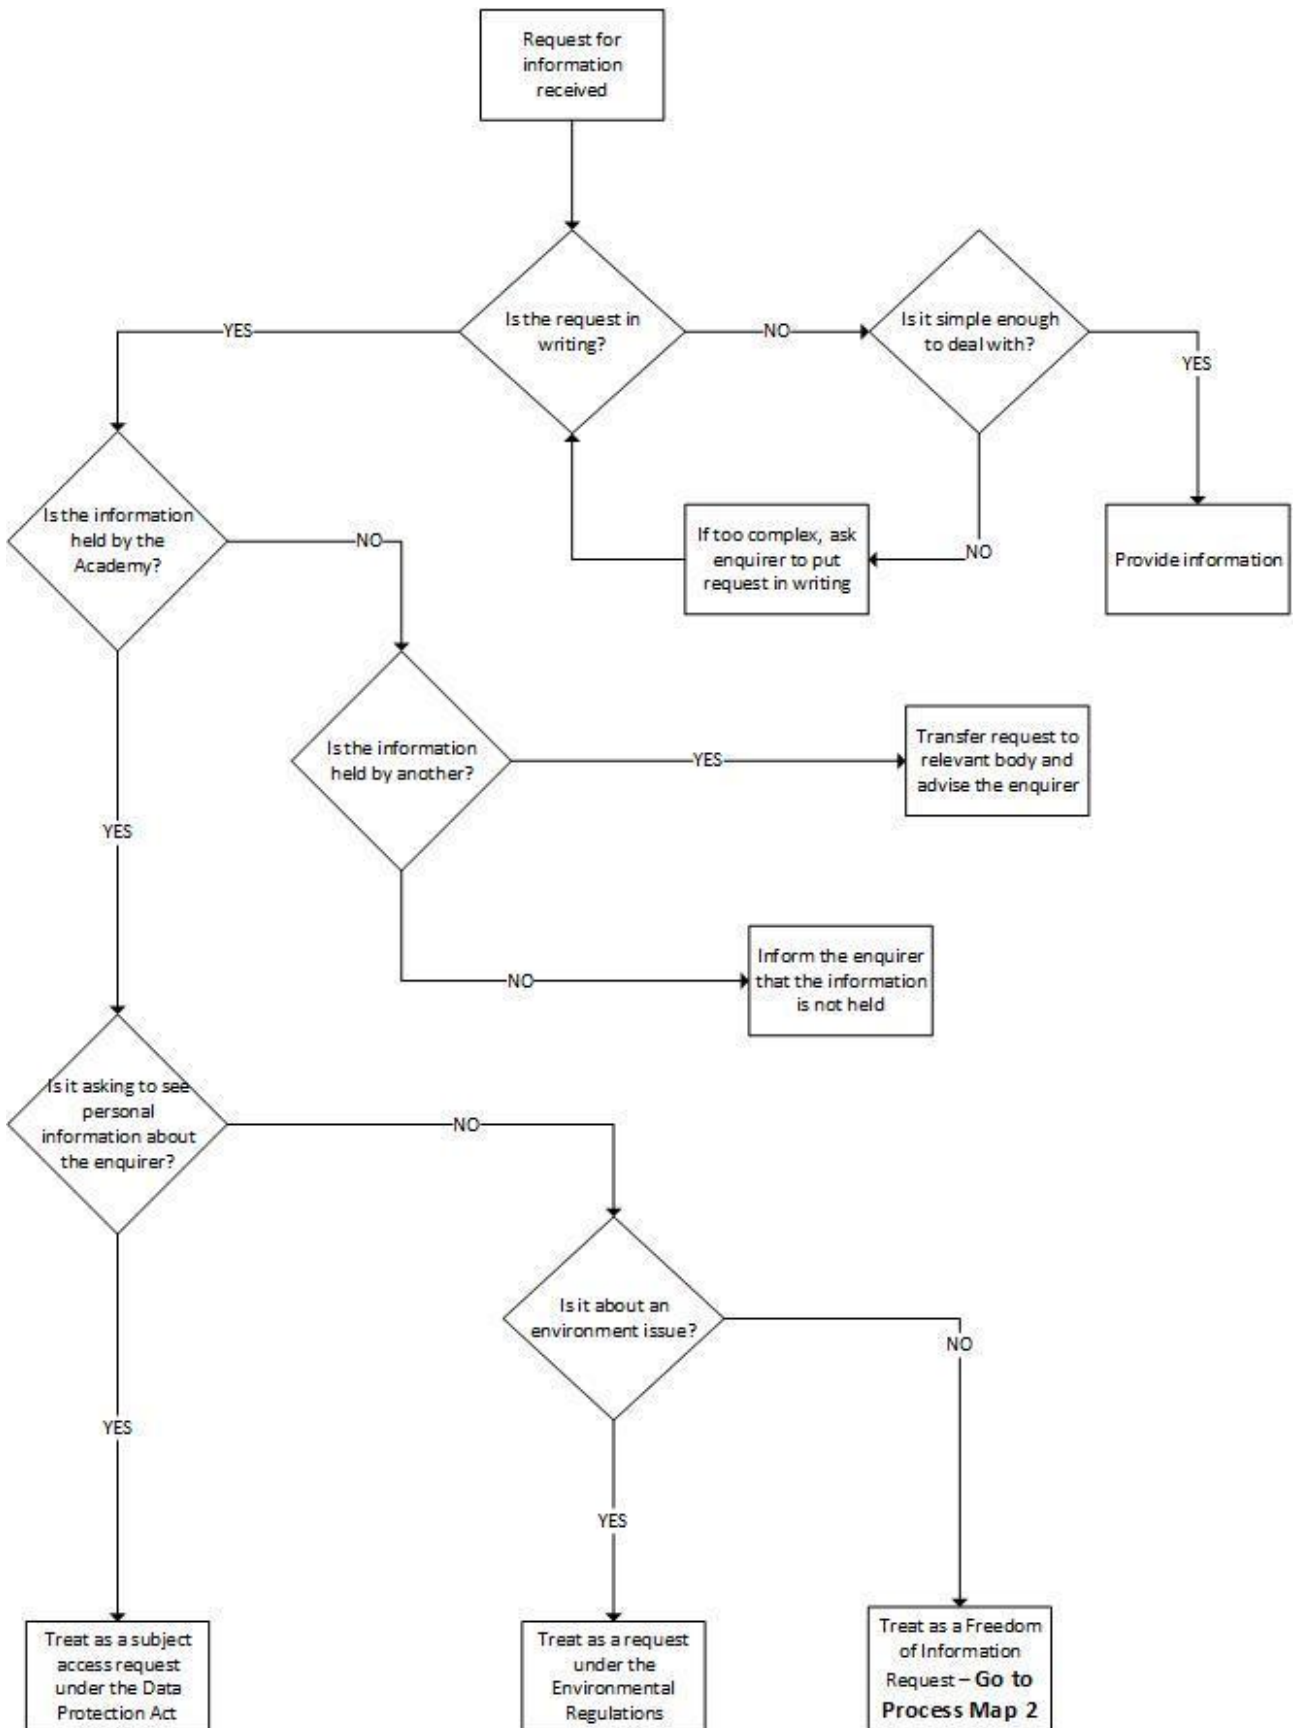 Request for
information
received
Is the request in
writing?
YES
NO
Is it simple enough
to deal with?
YES
Is the information
held by the
Academy?
NO
If too complex, ask
enquirer to put
request in writing
NO
Provide information
Is the information
held by another?
YES
Transfer request to
relevant body and
advise the enquirer
YES
NO
Inform the enquirer
that the information
is not held
Is it asking to see
personal
information about
the enquirer?
NO
Is it about an
environment issue?
NO
YES
YES
Treat as a subject
access request
under the Data
Protection Act
Treat as a request
under the
Environmental
Regulations
Treat as a Freedom
of Information
Request – Go to
Process Map 2